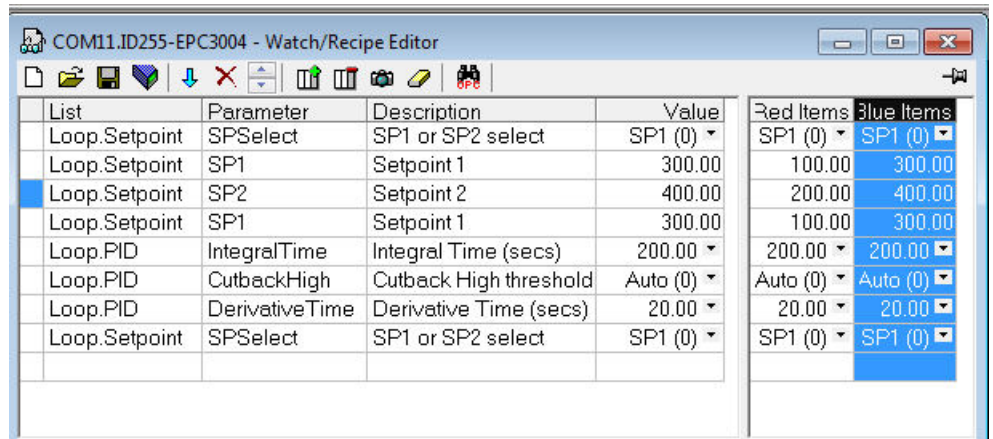 COM11.ID255-EPC3004 - Watch/Recipe Editor
OPC
List Parameter Description Value Red Items Blue Items
Loop.Setpoint SPSelect SP1 or SP2 select SP1 (0) SP1 (0) SP1 (0)
Loop.Setpoint SP1 Setpoint 1 300.00 100.00 300.00
Loop.Setpoint SP2 Setpoint 2 400.00 200.00 400.00
Loop.Setpoint SP1 Setpoint 1 300.00 100.00 300.00
Loop.PID IntegralTime Integral Time (secs) 200.00 200.00 200.00
Loop.PID CutbackHigh Cutback High threshold Auto (0) Auto (0) Auto (0)
Loop.PID DerivativeTime Derivative Time (secs) 20.00 20.00 20.00
Loop.Setpoint SPSelect SP1 or SP2 select SP1 (0) SP1 (0) SP1 (0)